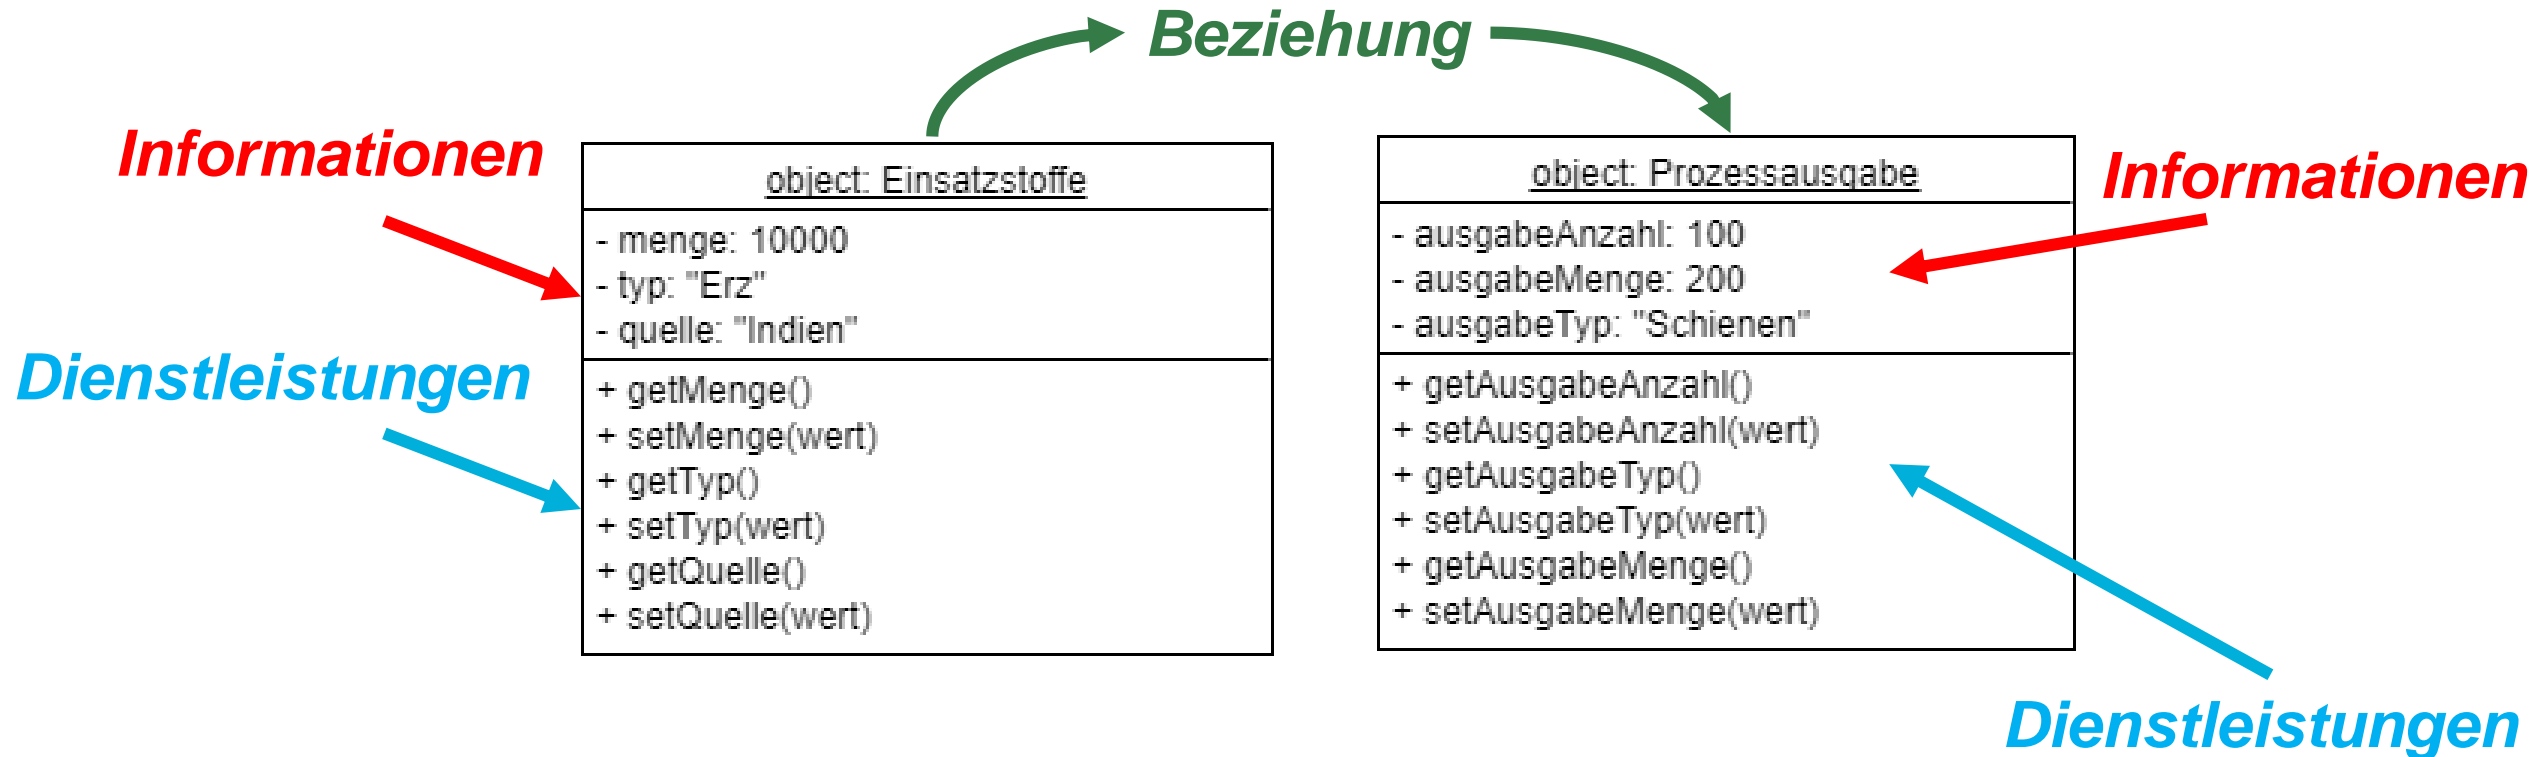 Beziehung
Informationen
Dienstleistungen
object: Einsatzstoffe
- menge: 10000
- typ: "Erz"
- quelle: "Indien"
+ getMenge()
+ setMenge(wert)
+ getTyp()
+ setTyp(wert)
+ getQuelle()
+ setQuelle(wert)
object: Prozessausgabe
- ausgabeAnzahl: 100
- ausgabeMenge: 200
- ausgabeTyp: "Schienen"
+ getAusgabeAnzahl()
+ setAusgabeAnzahl(wert)
+ getAusgabeTyp()
+ setAusgabeTyp(wert)
+ getAusgabeMenge()
+ setAusgabeMenge(wert)
Informationen
Dienstleistungen